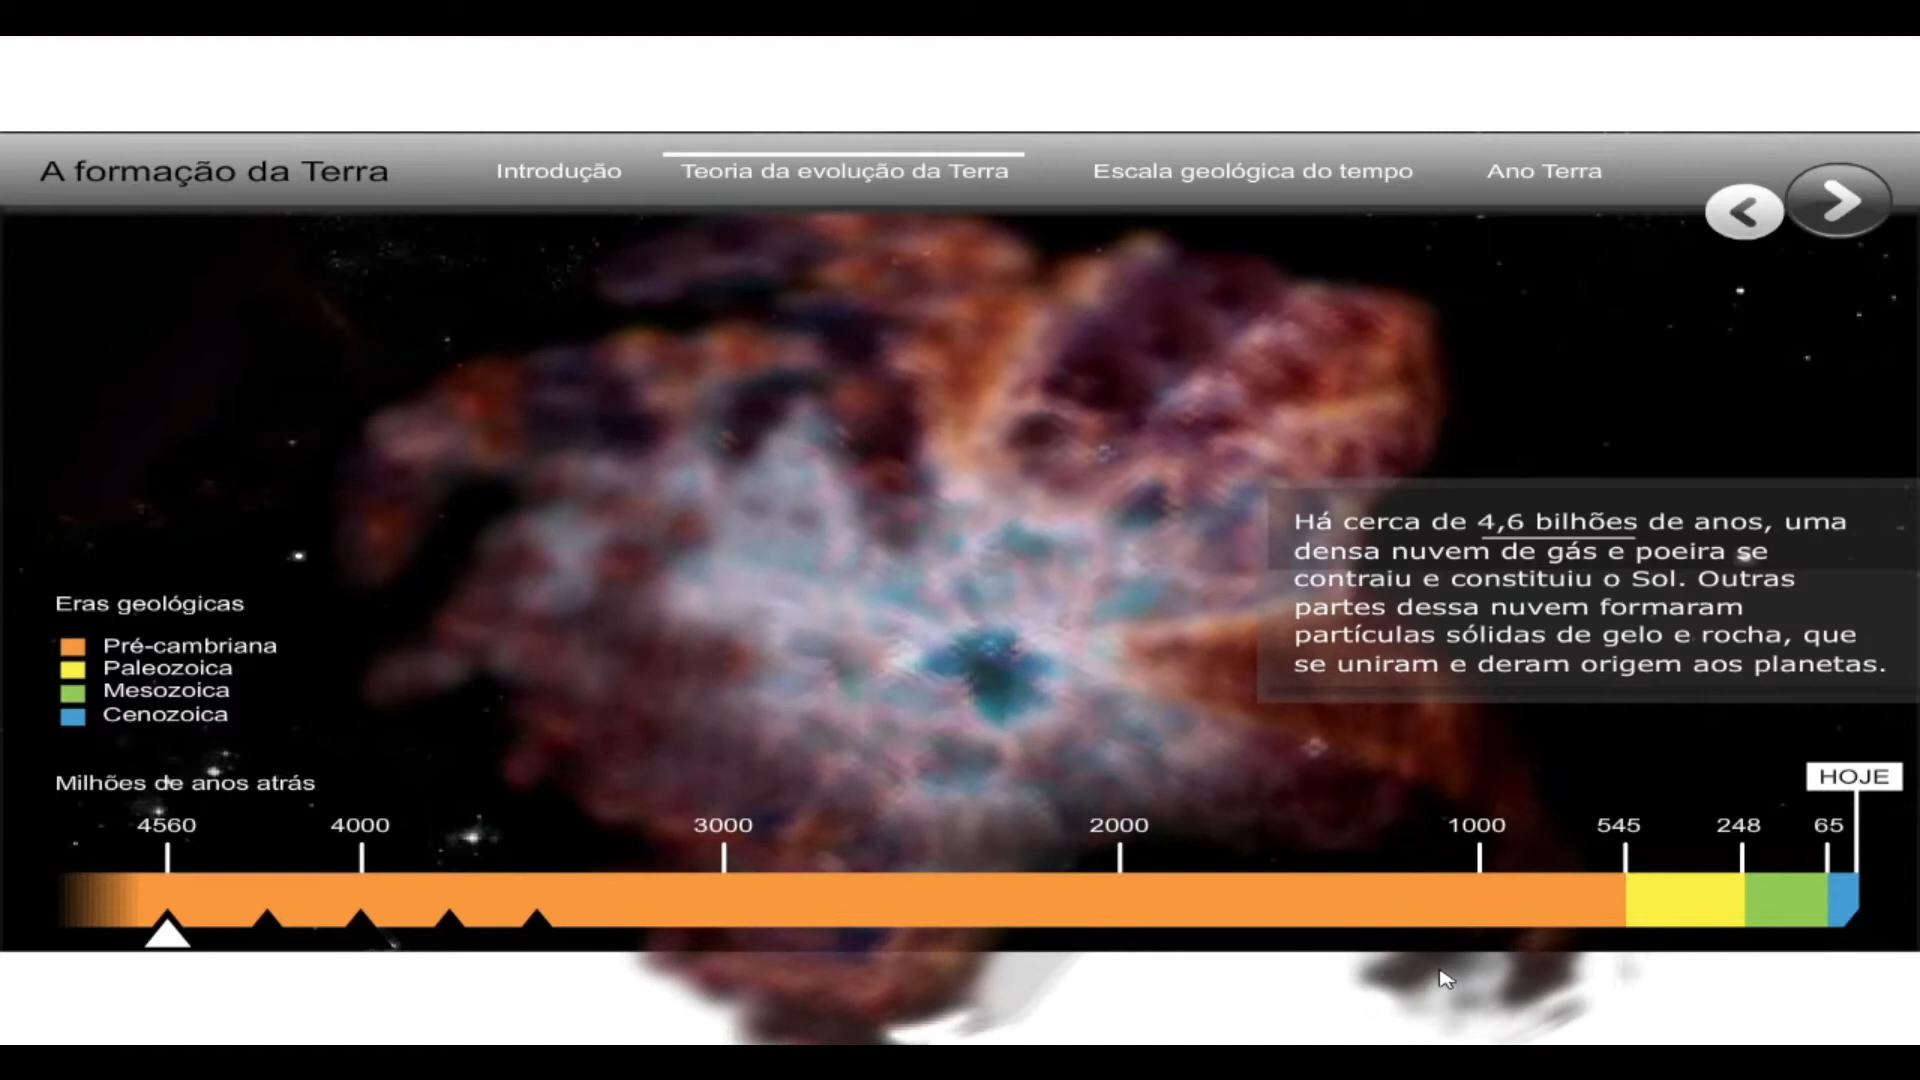 A formação da Terra
Introdução
Teoria da evolução da Terra
Escala geológica do tempo
Ano Terra
Há cerca de 4,6 bilhões de anos, uma
densa nuvem de gás e poeira se
contraiu e constituiu o Sol. Outras
partes dessa nuvem formaram
partículas sólidas de gelo e rocha, que
se uniram e deram origem aos planetas.
Eras geológicas
Pré-cambriana
Paleozoica
Mesozoica
Cenozoica
Milhões de anos atrás
HOJE
4560 4000 3000 2000 1000 545 248 65